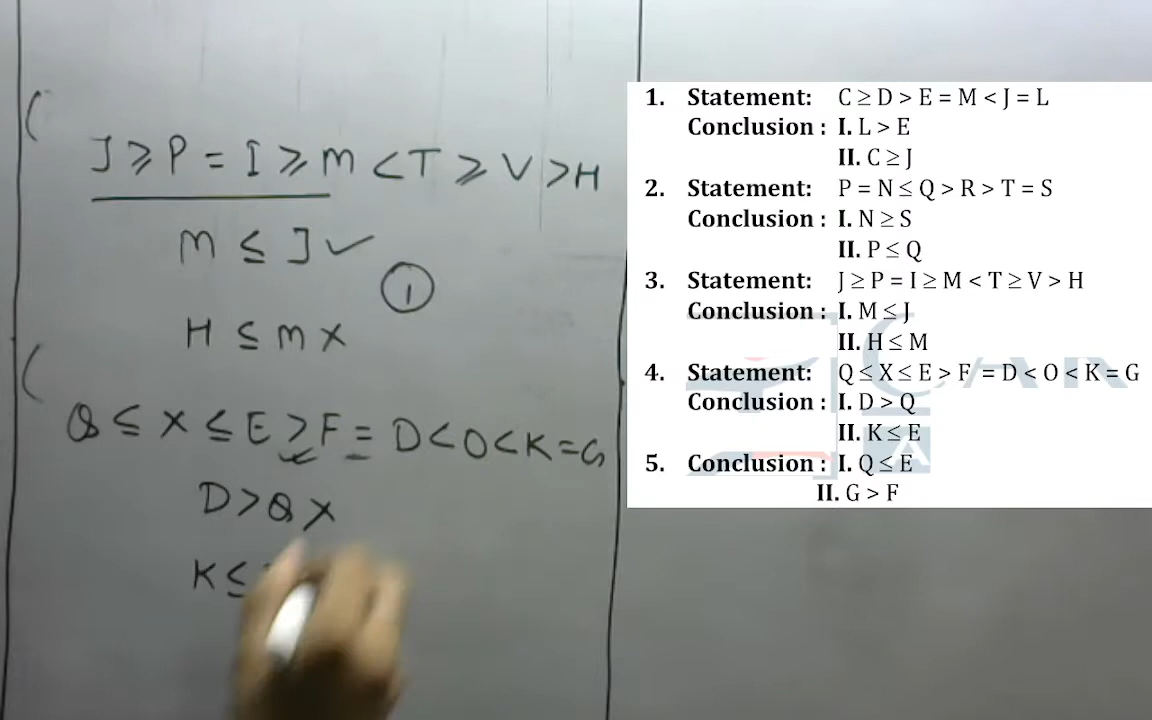 J ⩾ P = I ⩾ M < T ⩾ V > H
M ≤ J ✓
①
H ≤ M ×
Q ≤ X ≤ E > F = D < O < K = G
D > Q ×
K ≤
1. Statement: C ≥ D > E = M < J = L
Conclusion : I. L > E
II. C ≥ J
2. Statement: P = N ≤ Q > R > T = S
Conclusion : I. N ≥ S
II. P ≤ Q
3. Statement: J ≥ P = I ≥ M < T ≥ V > H
Conclusion : I. M ≤ J
II. H ≤ M
4. Statement: Q ≤ X ≤ E > F = D < O < K = G
Conclusion : I. D > Q
II. K ≤ E
5. Conclusion : I. Q ≤ E
II. G > F